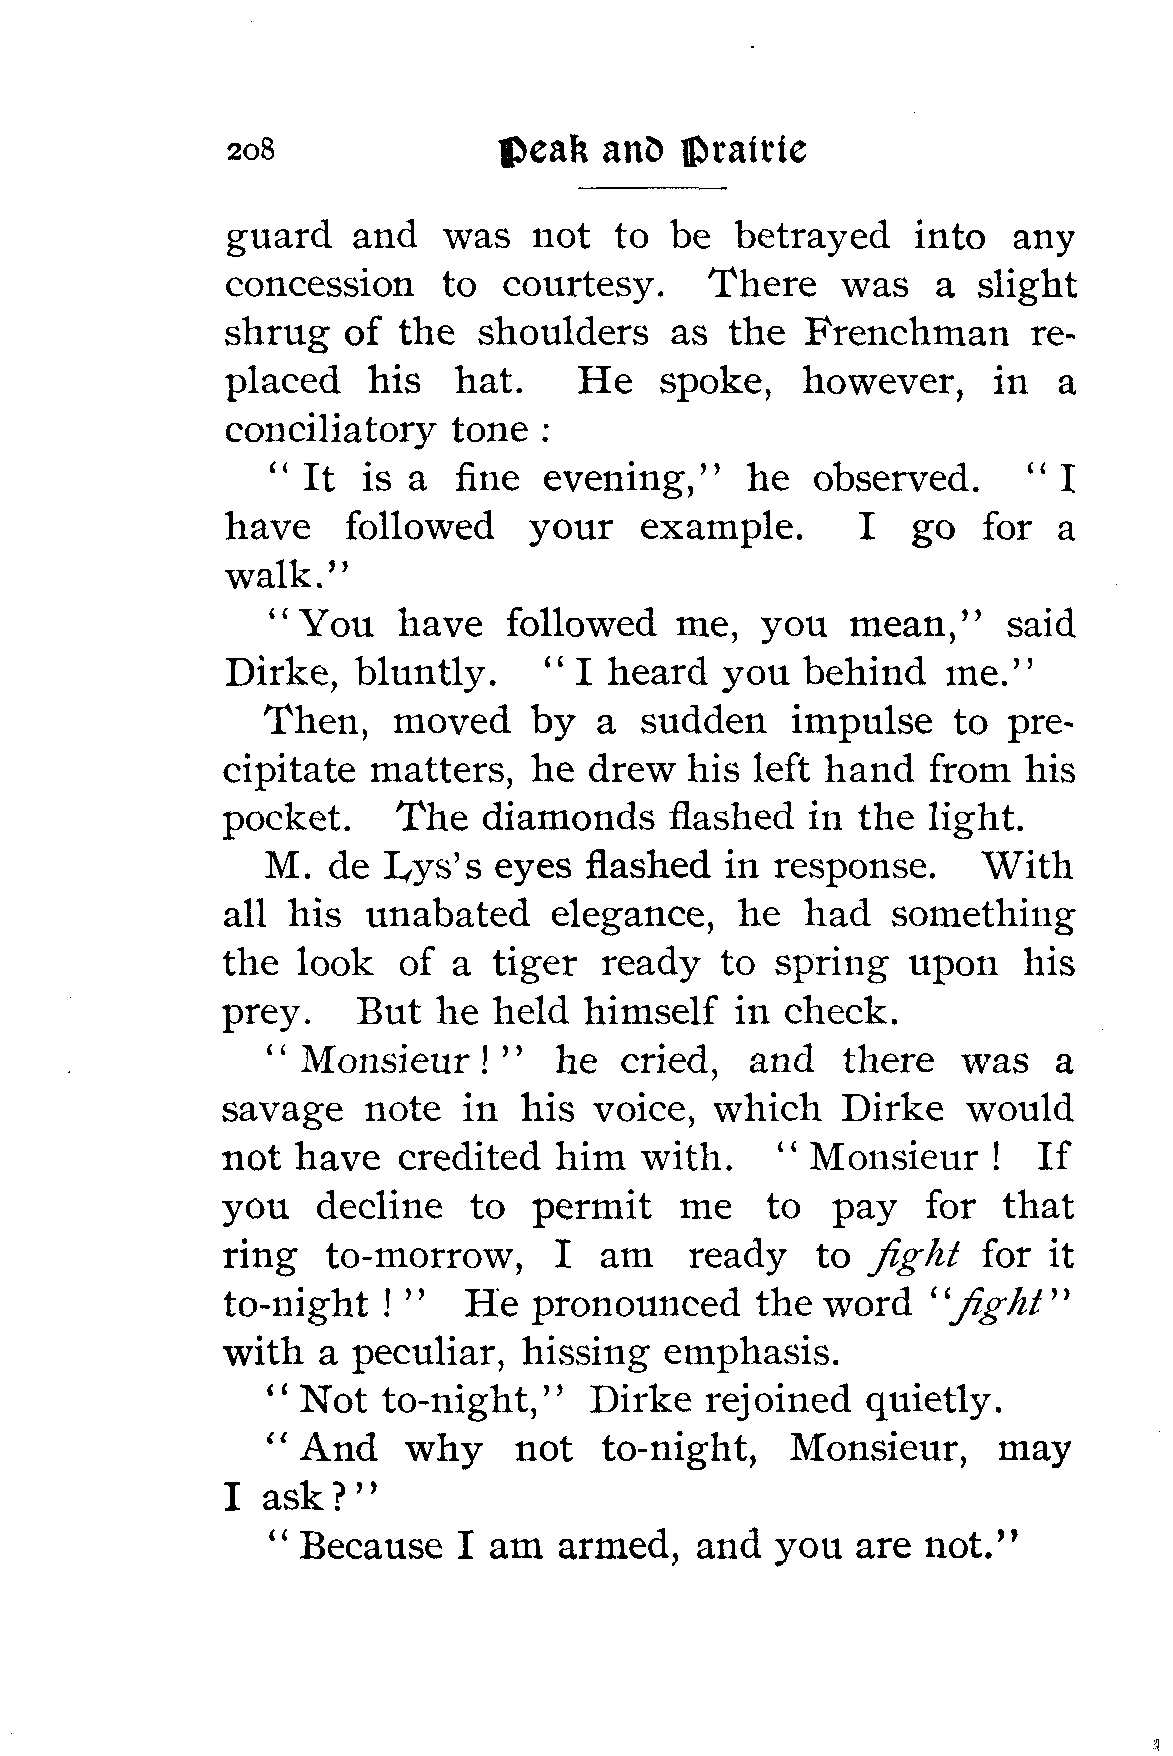 208 Peak and Prairie
guard and was not to be betrayed into any
concession to courtesy. There was a slight
shrug of the shoulders as the Frenchman re-
placed his hat. He spoke, however, in a
conciliatory tone :
“ It is a fine evening,” he observed. “ I
have followed your example. I go for a
walk.”
“ You have followed me, you mean,” said
Dirke, bluntly. “ I heard you behind me.”
Then, moved by a sudden impulse to pre-
cipitate matters, he drew his left hand from his
pocket. The diamonds flashed in the light.
M. de Lys’s eyes flashed in response. With
all his unabated elegance, he had something
the look of a tiger ready to spring upon his
prey. But he held himself in check.
“ Monsieur ! ” he cried, and there was a
savage note in his voice, which Dirke would
not have credited him with. “ Monsieur ! If
you decline to permit me to pay for that
ring to-morrow, I am ready to fight for it
to-night ! ” He pronounced the word “fight”
with a peculiar, hissing emphasis.
“ Not to-night,” Dirke rejoined quietly.
“ And why not to-night, Monsieur, may
I ask ? ”
“ Because I am armed, and you are not.”